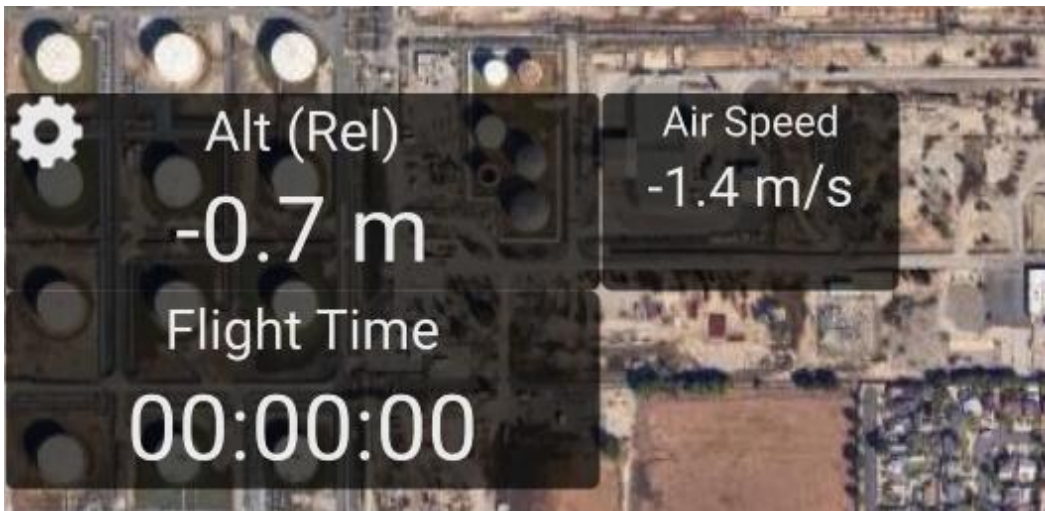 Alt (Rel)
-0.7 m
Air Speed
-1.4 m/s
Flight Time
00:00:00